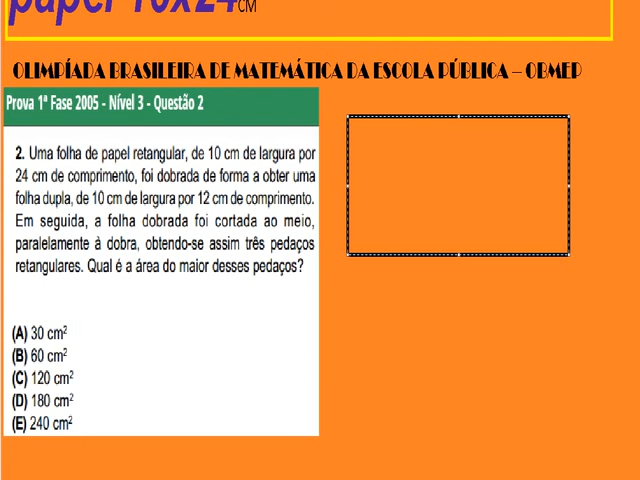 papel 10x24CM
OLIMPÍADA BRASILEIRA DE MATEMÁTICA DA ESCOLA PÚBLICA – OBMEP
Prova 1ª Fase 2005 - Nível 3 - Questão 2
2. Uma folha de papel retangular, de 10 cm de largura por
24 cm de comprimento, foi dobrada de forma a obter uma
folha dupla, de 10 cm de largura por 12 cm de comprimento.
Em seguida, a folha dobrada foi cortada ao meio,
paralelamente à dobra, obtendo-se assim três pedaços
retangulares. Qual é a área do maior desses pedaços?
(A) 30 cm²
(B) 60 cm²
(C) 120 cm²
(D) 180 cm²
(E) 240 cm²